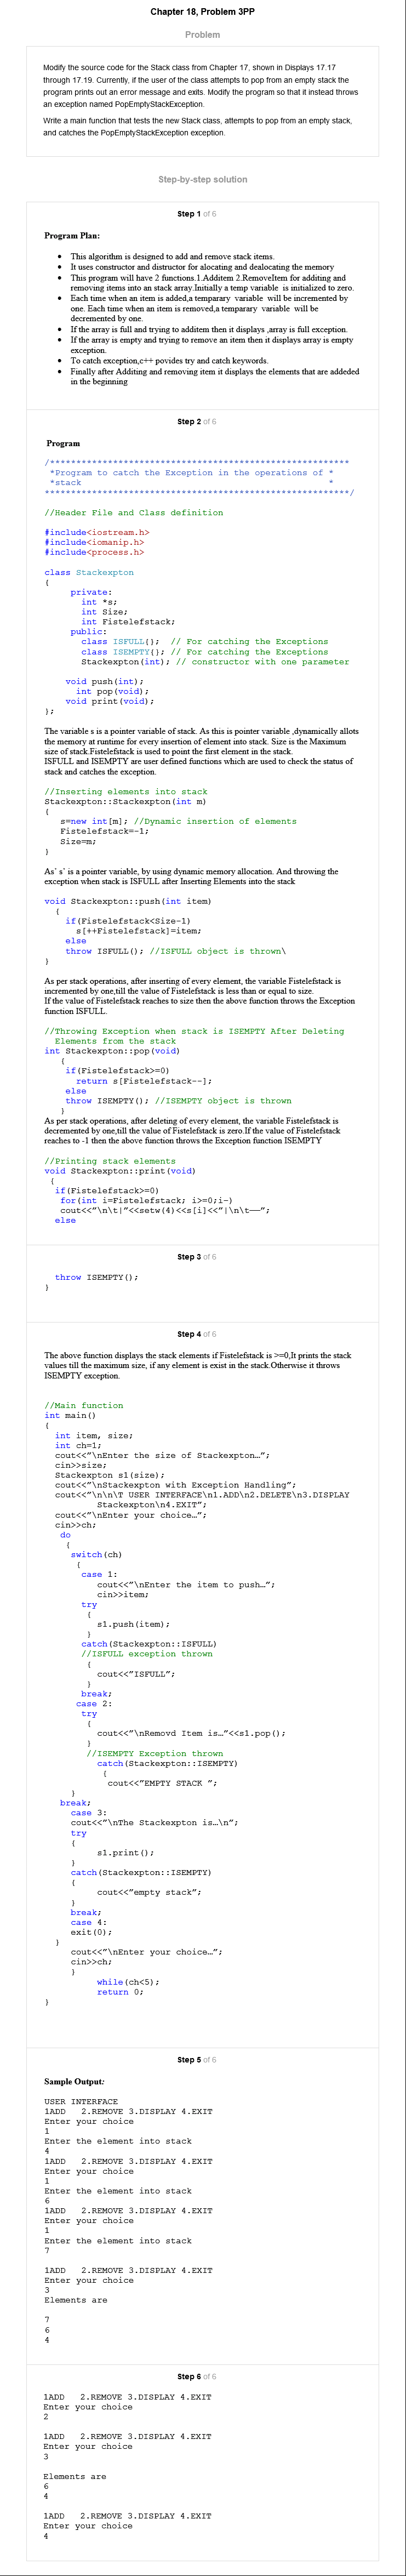 Chapter 18, Problem 3PP
Problem
Modify the source code for the Stack class from Chapter 17, shown in Displays 17.17
through 17.19. Currently, if the user of the class attempts to pop from an empty stack the
program prints out an error message and exits. Modify the program so that it instead throws
an exception named PopEmptyStackException.
Write a main function that tests the new Stack class, attempts to pop from an empty stack,
and catches the PopEmptyStackException exception.
Step-by-step solution
Step 1 of 6
Program Plan:
• This algorithm is designed to add and remove stack items.
• It uses constructor and distuctor for alocating and dealocating the memory
• This program will have 2 functions.1.Additem 2.RemoveItem for additing and
removing items into an stack array.Initially a temp variable is initialized to zero.
• Each time when an item is added,a temparary variable will be incremented by
one. Each time when an item is removed,a temparary variable will be
decremented by one.
• If the array is full and trying to additem then it displays ,array is full exception.
• If the array is empty and trying to remove an item then it displays array is empty
exception.
• To catch exception,c++ povides try and catch keywords.
• Finally after Additing and removing item it displays the elements that are addeded
in the beginning
Step 2 of 6
Program
/*********************************************************
*Program to catch the Exception in the operations of *
*stack *
**********************************************************/
//Header File and Class definition
#include<iostream.h>
#include<iomanip.h>
#include<process.h>
class Stackexpton
{
private:
int *s;
int Size;
int Fistelefstack;
public:
class ISFULL{}; // For catching the Exceptions
class ISEMPTY{}; // For catching the Exceptions
Stackexpton(int); // constructor with one parameter
void push(int);
int pop(void);
void print(void);
};
The variable s is a pointer variable of stack. As this is pointer variable ,dynamically allots
the memory at runtime for every insertion of element into stack. Size is the Maximum
size of stack.Fistelefstack is used to point the first element in the stack.
ISFULL and ISEMPTY are user defined functions which are used to check the status of
stack and catches the exception.
//Inserting elements into stack
Stackexpton::Stackexpton(int m)
{
s=new int[m]; //Dynamic insertion of elements
Fistelefstack=-1;
Size=m;
}
As' s' is a pointer variable, by using dynamic memory allocation. And throwing the
exception when stack is ISFULL after Inserting Elements into the stack
void Stackexpton::push(int item)
{
if(Fistelefstack<Size-1)
s[++Fistelefstack]=item;
else
throw ISFULL(); //ISFULL object is thrown\
}
As per stack operations, after inserting of every element, the variable Fistelefstack is
incremented by one,till the value of Fistelefstack is less than or equal to size.
If the value of Fistelefstack reaches to size then the above function throws the Exception
function ISFULL.
//Throwing Exception when stack is ISEMPTY After Deleting
Elements from the stack
int Stackexpton::pop(void)
{
if(Fistelefstack>=0)
return s[Fistelefstack--];
else
throw ISEMPTY(); //ISEMPTY object is thrown
}
As per stack operations, after deleting of every element, the variable Fistelefstack is
decremented by one,till the value of Fistelefstack is zero.If the value of Fistelefstack
reaches to -1 then the above function throws the Exception function ISEMPTY
//Printing stack elements
void Stackexpton::print(void)
{
if(Fistelefstack>=0)
for(int i=Fistelefstack; i>=0;i-)
cout<<"\n\t|"<<setw(4)<<s[i]<<"|\n\t——";
else
Step 3 of 6
throw ISEMPTY();
}
Step 4 of 6
The above function displays the stack elements if Fistelefstack is >=0,It prints the stack
values till the maximum size, if any element is exist in the stack.Otherwise it throws
ISEMPTY exception.
//Main function
int main()
{
int item, size;
int ch=1;
cout<<"\nEnter the size of Stackexpton…";
cin>>size;
Stackexpton s1(size);
cout<<"\nStackexpton with Exception Handling";
cout<<"\n\n\T USER INTERFACE\n1.ADD\n2.DELETE\n3.DISPLAY
Stackexpton\n4.EXIT";
cout<<"\nEnter your choice…";
cin>>ch;
do
{
switch(ch)
{
case 1:
cout<<"\nEnter the item to push…";
cin>>item;
try
{
s1.push(item);
}
catch(Stackexpton::ISFULL)
//ISFULL exception thrown
{
cout<<"ISFULL";
}
break;
case 2:
try
{
cout<<"\nRemovd Item is…"<<s1.pop();
}
//ISEMPTY Exception thrown
catch(Stackexpton::ISEMPTY)
{
cout<<"EMPTY STACK ";
}
break;
case 3:
cout<<"\nThe Stackexpton is…\n";
try
{
s1.print();
}
catch(Stackexpton::ISEMPTY)
{
cout<<"empty stack";
}
break;
case 4:
exit(0);
}
cout<<"\nEnter your choice…";
cin>>ch;
}
while(ch<5);
return 0;
}
Step 5 of 6
Sample Output:
USER INTERFACE
1ADD 2.REMOVE 3.DISPLAY 4.EXIT
Enter your choice
1
Enter the element into stack
4
1ADD 2.REMOVE 3.DISPLAY 4.EXIT
Enter your choice
1
Enter the element into stack
6
1ADD 2.REMOVE 3.DISPLAY 4.EXIT
Enter your choice
1
Enter the element into stack
7
1ADD 2.REMOVE 3.DISPLAY 4.EXIT
Enter your choice
3
Elements are
7
6
4
Step 6 of 6
1ADD 2.REMOVE 3.DISPLAY 4.EXIT
Enter your choice
2
1ADD 2.REMOVE 3.DISPLAY 4.EXIT
Enter your choice
3
Elements are
6
4
1ADD 2.REMOVE 3.DISPLAY 4.EXIT
Enter your choice
4